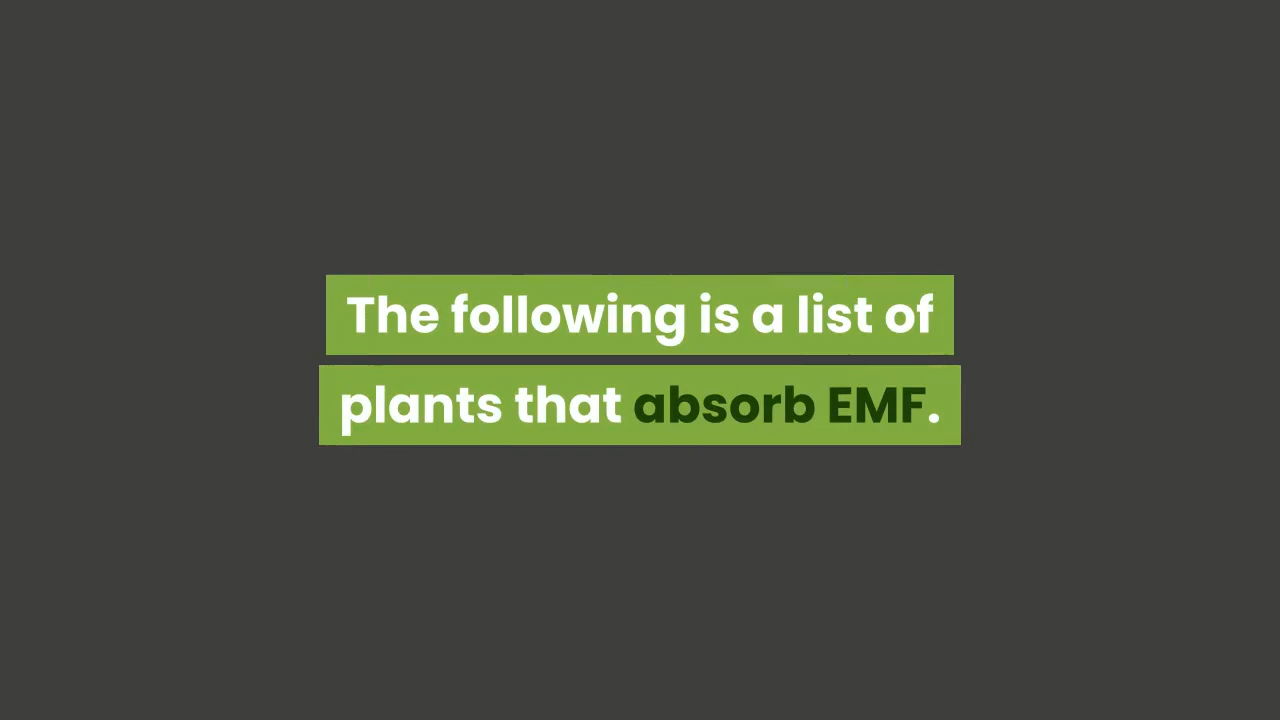 The following is a list of
plants that absorb EMF.